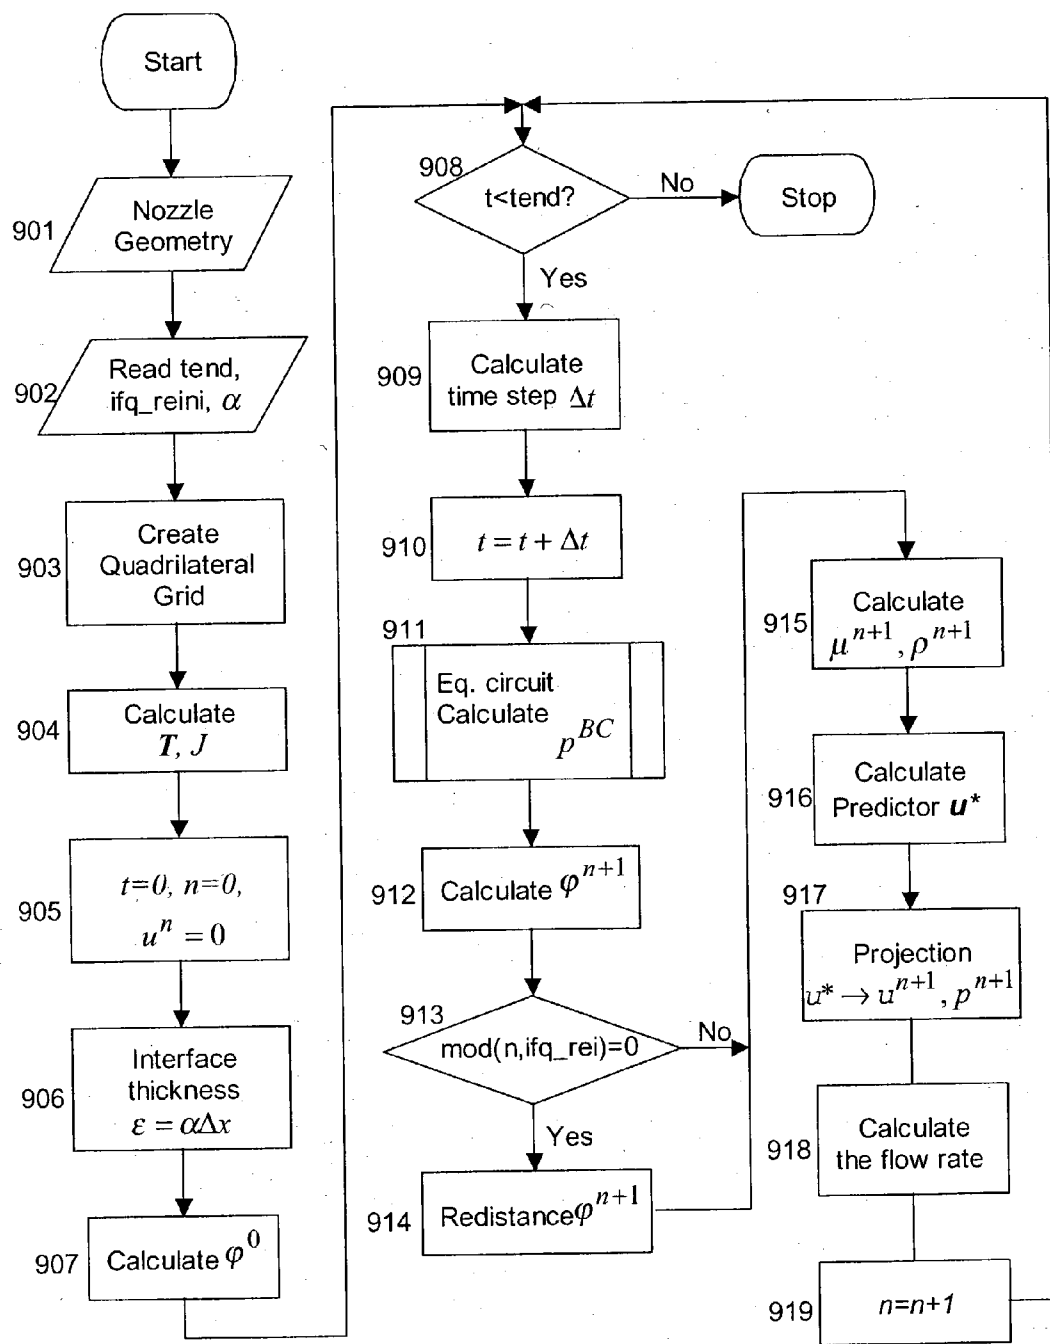 Start
901
Nozzle
Geometry
902
Read tend,
ifq_reini, α
903
Create
Quadrilateral
Grid
904
Calculate
T, J
905
t=0, n=0,
uⁿ = 0
906
Interface
thickness
ε = αΔx
907
Calculate φ⁰
908
t<tend?
No
Stop
Yes
909
Calculate
time step Δt
910
t = t + Δt
911
Eq. circuit
Calculate
p^BC
912
Calculate φ^n+1
913
mod(n,ifq_rei)=0
No
Yes
914
Redistance φ^n+1
915
Calculate
μ^n+1, ρ^n+1
916
Calculate
Predictor u*
917
Projection
u* → u^n+1, p^n+1
918
Calculate
the flow rate
919
n=n+1